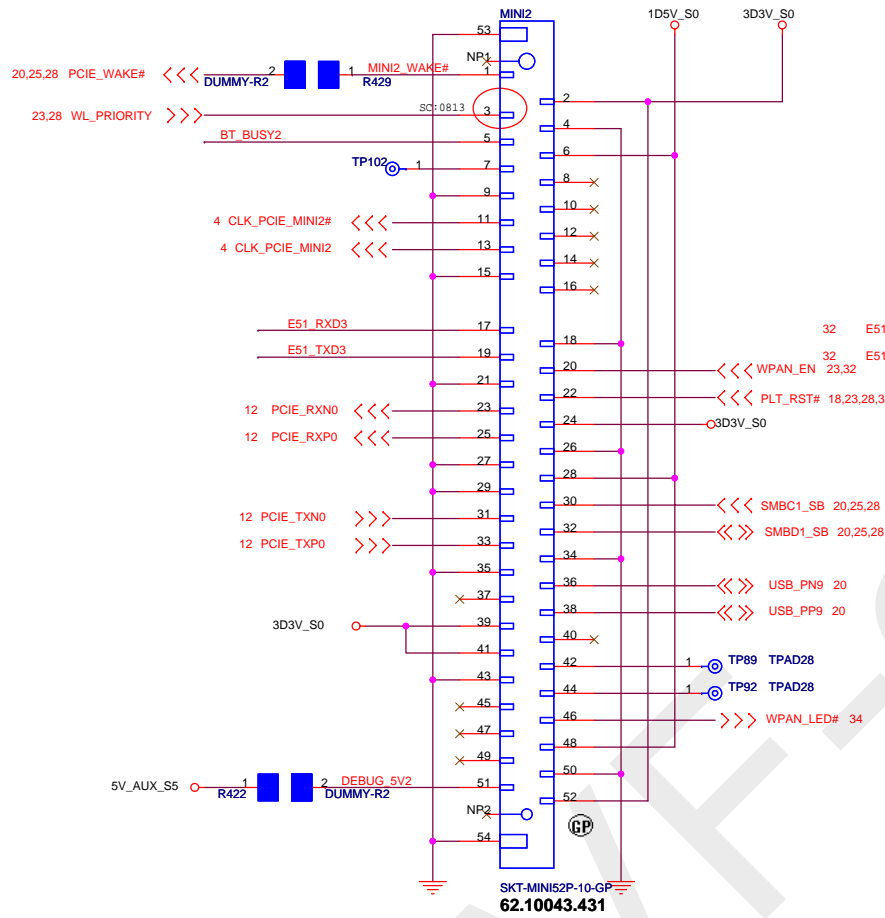 MINI2
1D5V_S0 3D3V_S0
53
NP1
20,25,28 PCIE_WAKE# 2 DUMMY-R2 1 R429 MINI2_WAKE# 1
2
23,28 WL_PRIORITY SC:0813 3
4
BT_BUSY2 5
6
TP102 1 7
8
9
10
4 CLK_PCIE_MINI2# 11
12
4 CLK_PCIE_MINI2 13
14
15
16
E51_RXD3 17
32 E51
18
E51_TXD3 19
32 E51
20 WPAN_EN 23,32
21
22 PLT_RST# 18,23,28,3
12 PCIE_RXN0 23
24 3D3V_S0
12 PCIE_RXP0 25
26
27
28
29
30 SMBC1_SB 20,25,28
12 PCIE_TXN0 31
32 SMBD1_SB 20,25,28
12 PCIE_TXP0 33
34
35
36 USB_PN9 20
37
38 USB_PP9 20
3D3V_S0 39
40
41
42 1 TP89 TPAD28
43
44 1 TP92 TPAD28
45
46 WPAN_LED# 34
47
48
49
50
5V_AUX_S5 1 R422 2 DUMMY-R2 DEBUG_5V2 51
52
NP2
GP
54
SKT-MINI52P-10-GP
62.10043.431